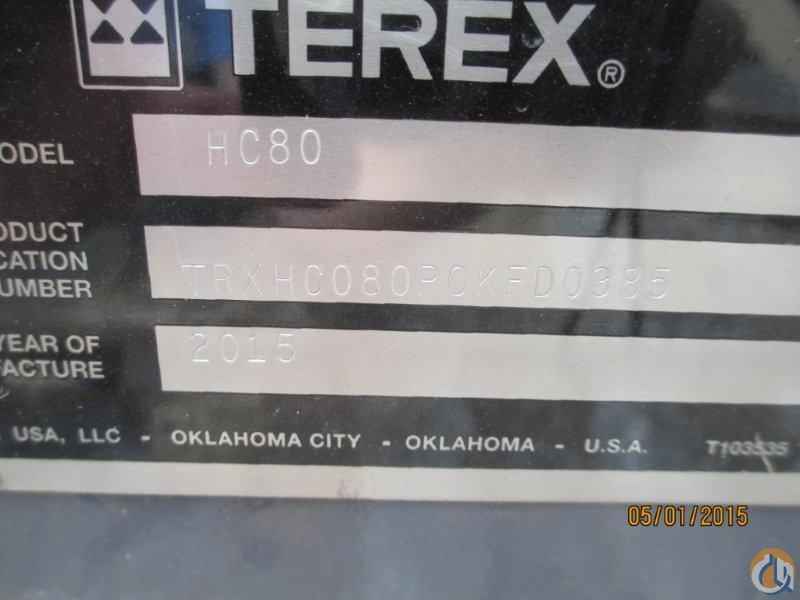 TEREX®
ODEL HC80
ODUCT
CATION
UMBER TRXHC080PCKFD0385
YEAR OF 2015
FACTURE
USA, LLC - OKLAHOMA CITY - OKLAHOMA - U.S.A. T103535
05/01/2015